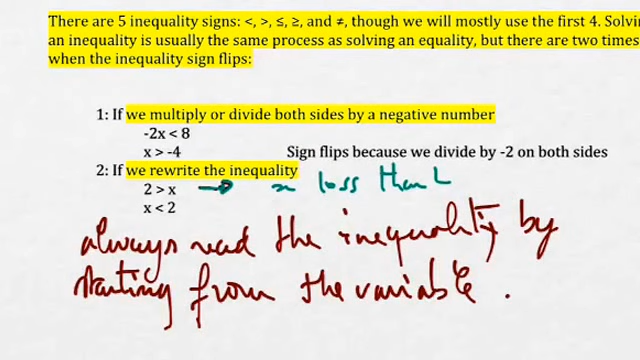 There are 5 inequality signs: <, >, ≤, ≥, and ≠, though we will mostly use the first 4. Solvin
an inequality is usually the same process as solving an equality, but there are two times
when the inequality sign flips:
1: If we multiply or divide both sides by a negative number
-2x < 8
x > -4 Sign flips because we divide by -2 on both sides
2: If we rewrite the inequality
2 > x → x less than 2
x < 2
always read the inequality by
starting from the variable.